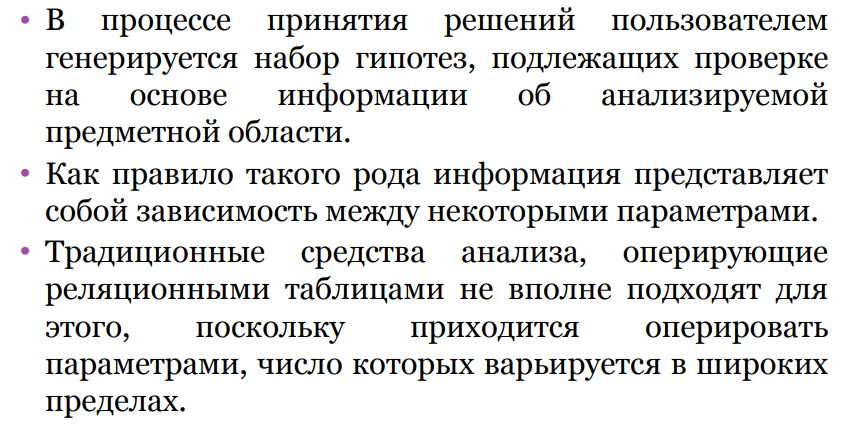 • В процессе принятия решений пользователем
генерируется набор гипотез, подлежащих проверке
на основе информации об анализируемой
предметной области.
• Как правило такого рода информация представляет
собой зависимость между некоторыми параметрами.
• Традиционные средства анализа, оперирующие
реляционными таблицами не вполне подходят для
этого, поскольку приходится оперировать
параметрами, число которых варьируется в широких
пределах.